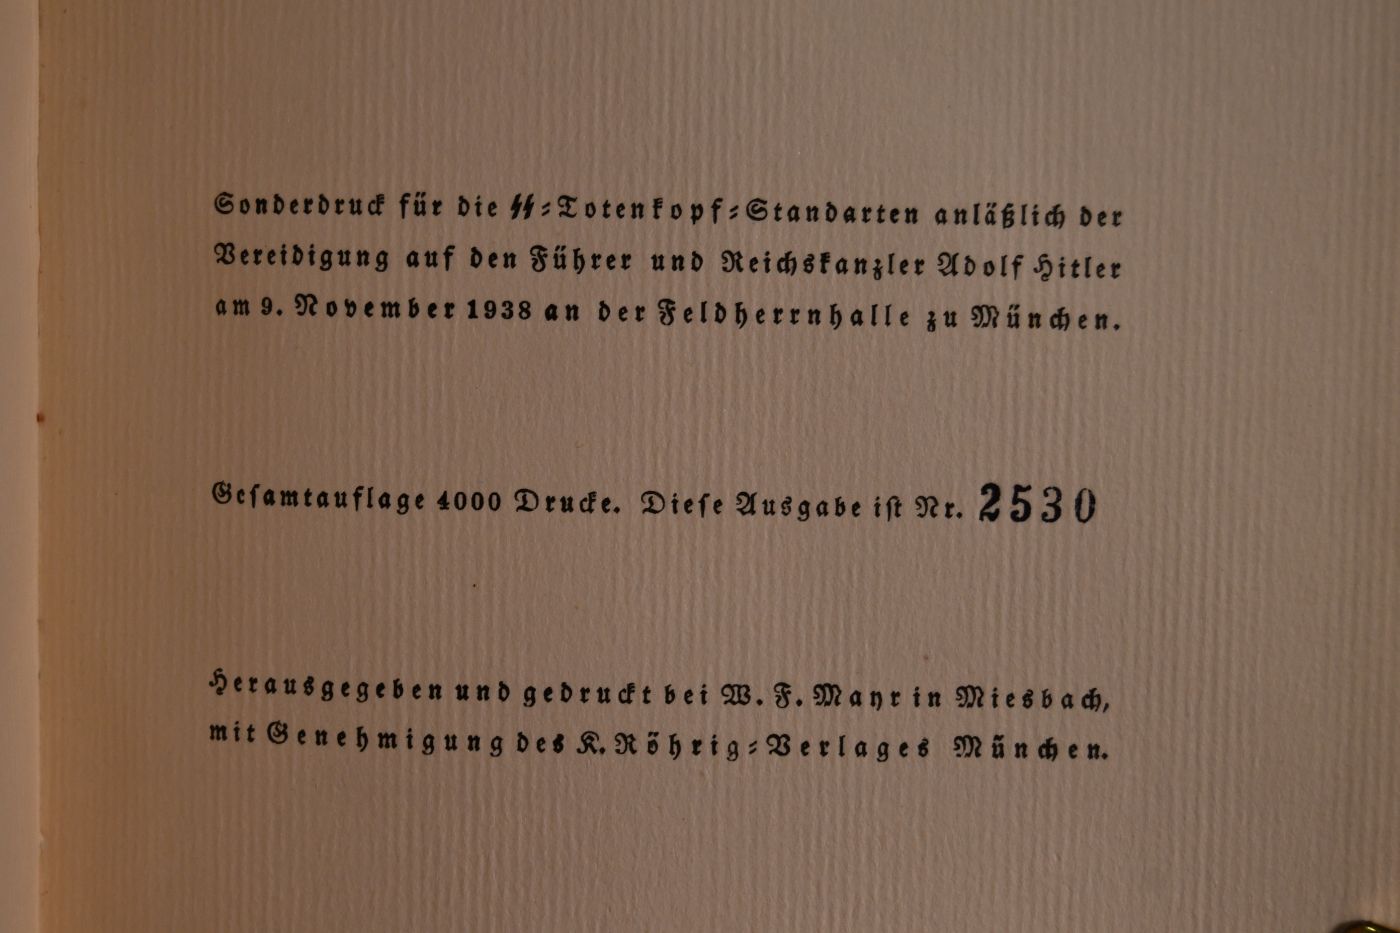 Sonderdruck für die ᛋᛋ-Totenkopf-Standarten anläßlich der
Vereidigung auf den Führer und Reichskanzler Adolf Hitler
am 9. November 1938 an der Feldherrnhalle zu München.
Geſamtauflage 4000 Drucke. Dieſe Ausgabe iſt Nr. 2530
Herausgegeben und gedruckt bei W. F. Mayr in Miesbach,
mit Genehmigung des K. Röhrig-Verlages München.